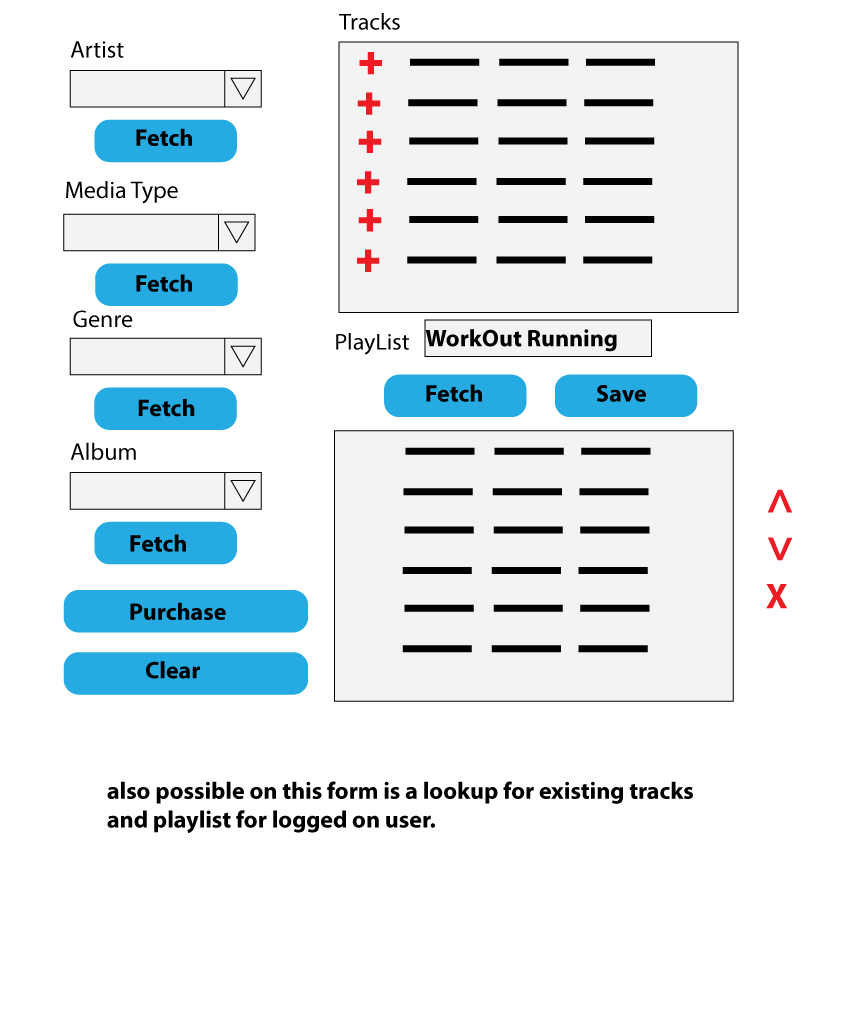 Artist
Fetch
Media Type
Fetch
Genre
Fetch
Album
Fetch
Purchase
Clear
Tracks
PlayList WorkOut Running
Fetch Save
^
v
X
also possible on this form is a lookup for existing tracks
and playlist for logged on user.